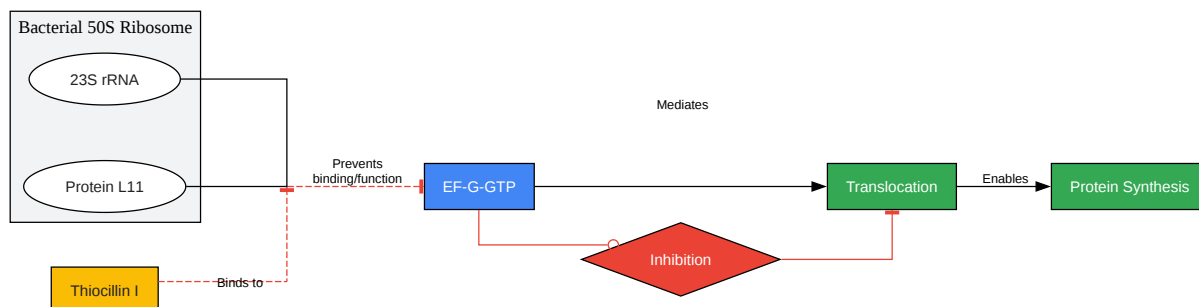 Bacterial 50S Ribosome
23S rRNA
Mediates
Prevents
binding/function
Protein L11
EF-G-GTP
Translocation
Enables
Protein Synthesis
Inhibition
Thiocillin I
Binds to